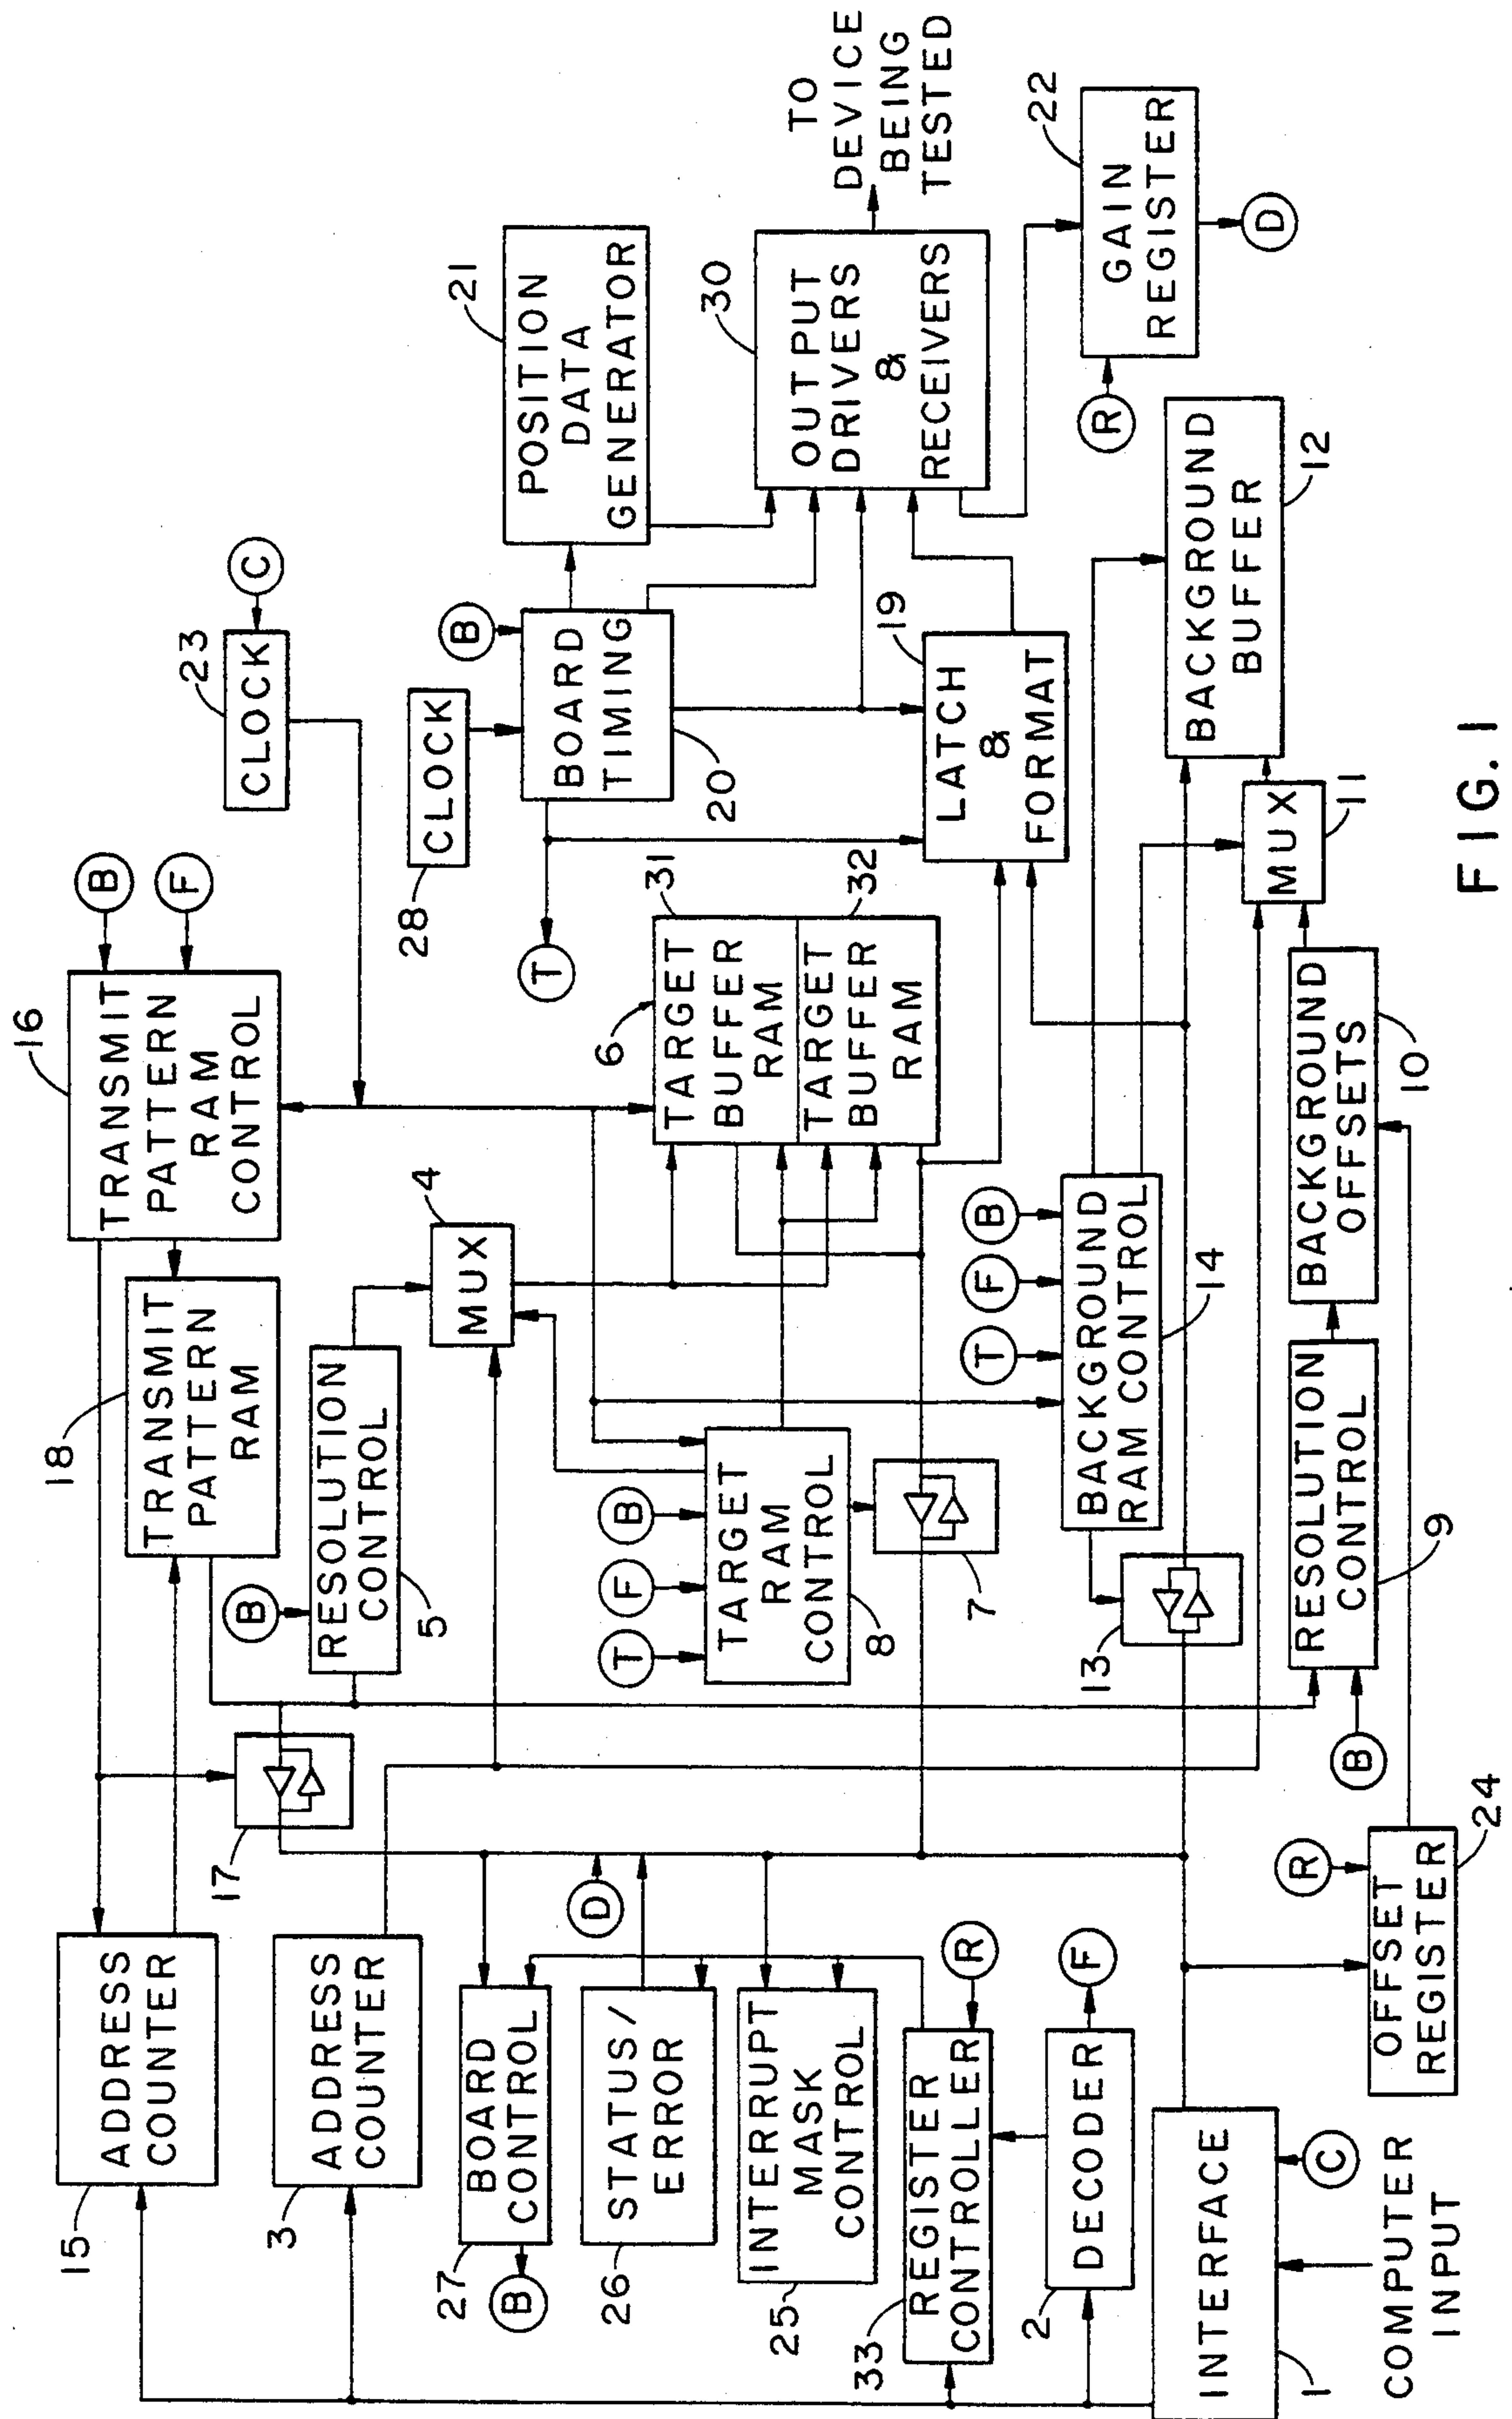 16
TRANSMIT
PATTERN
RAM
CONTROL
B
F
15
ADDRESS
COUNTER
18
TRANSMIT
PATTERN
RAM
23
CLOCK
C
17
3
ADDRESS
COUNTER
B
RESOLUTION
CONTROL
5
4
MUX
28
CLOCK
B
BOARD
TIMING
20
T
21
POSITION
DATA
GENERATOR
27
BOARD
CONTROL
B
D
26
STATUS/
ERROR
25
INTERRUPT
MASK
CONTROL
T
F
B
TARGET
RAM
CONTROL
8
7
6
31
TARGET
BUFFER
RAM
TARGET
BUFFER
RAM
32
19
LATCH
&
FORMAT
30
OUTPUT
DRIVERS
&
RECEIVERS
TO
DEVICE
BEING
TESTED
33
REGISTER
CONTROLLER
R
2
DECODER
F
T
F
B
BACKGROUND
RAM CONTROL
14
13
22
GAIN
REGISTER
R
D
BACKGROUND
BUFFER
12
MUX
11
INTERFACE
1
C
COMPUTER
INPUT
R
OFFSET
REGISTER
24
B
RESOLUTION
CONTROL
9
BACKGROUND
OFFSETS
10
FIG. 1